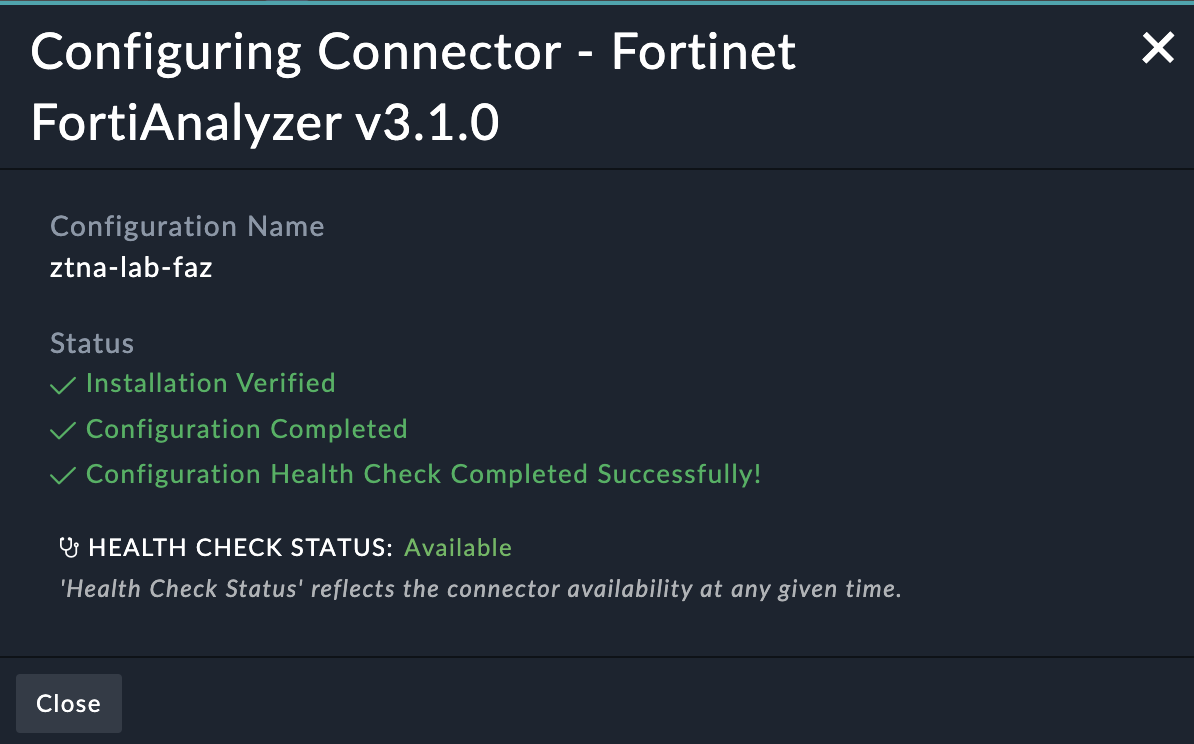 Configuring Connector - Fortinet
FortiAnalyzer v3.1.0
Configuration Name
ztna-lab-faz
Status
Installation Verified
Configuration Completed
Configuration Health Check Completed Successfully!
HEALTH CHECK STATUS: Available
'Health Check Status' reflects the connector availability at any given time.
Close